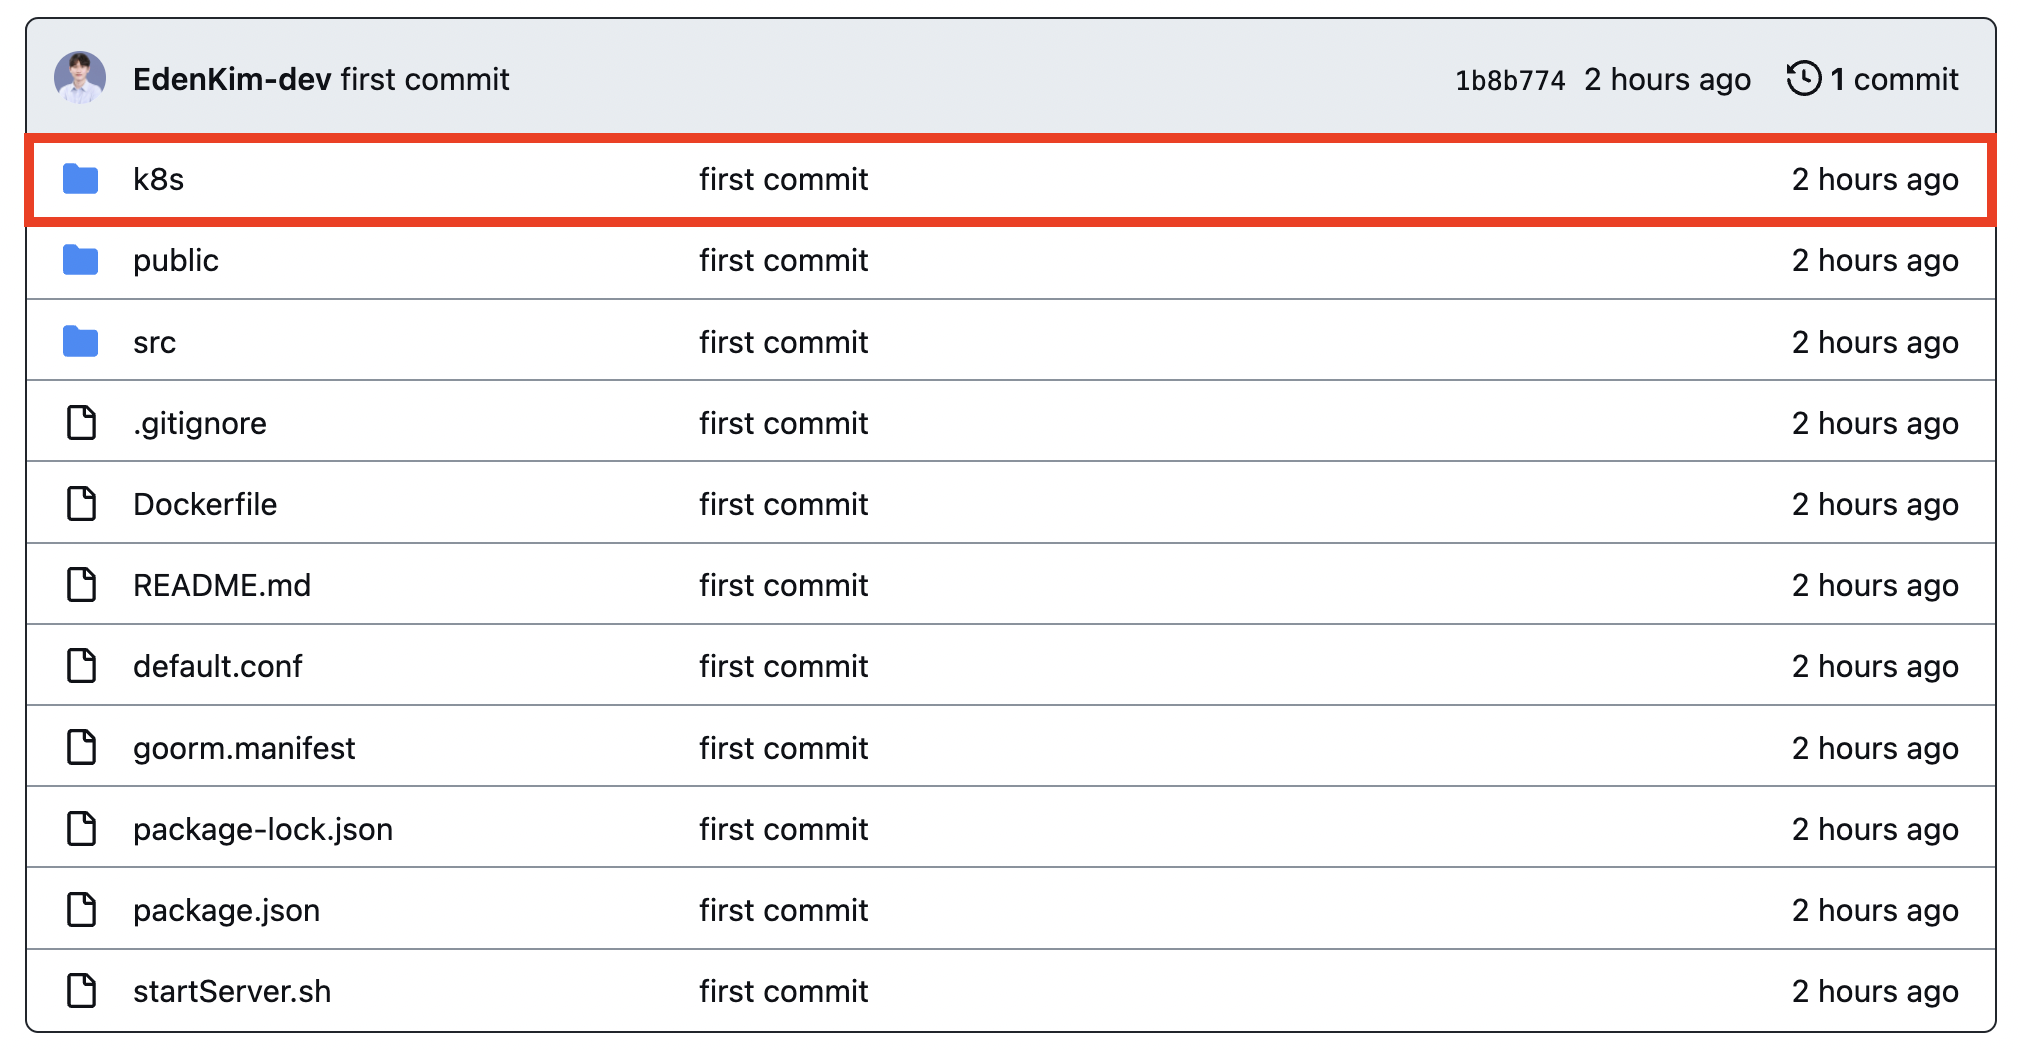 EdenKim-dev first commit 1b8b774 2 hours ago 1 commit
k8s first commit 2 hours ago
public first commit 2 hours ago
src first commit 2 hours ago
.gitignore first commit 2 hours ago
Dockerfile first commit 2 hours ago
README.md first commit 2 hours ago
default.conf first commit 2 hours ago
goorm.manifest first commit 2 hours ago
package-lock.json first commit 2 hours ago
package.json first commit 2 hours ago
startServer.sh first commit 2 hours ago